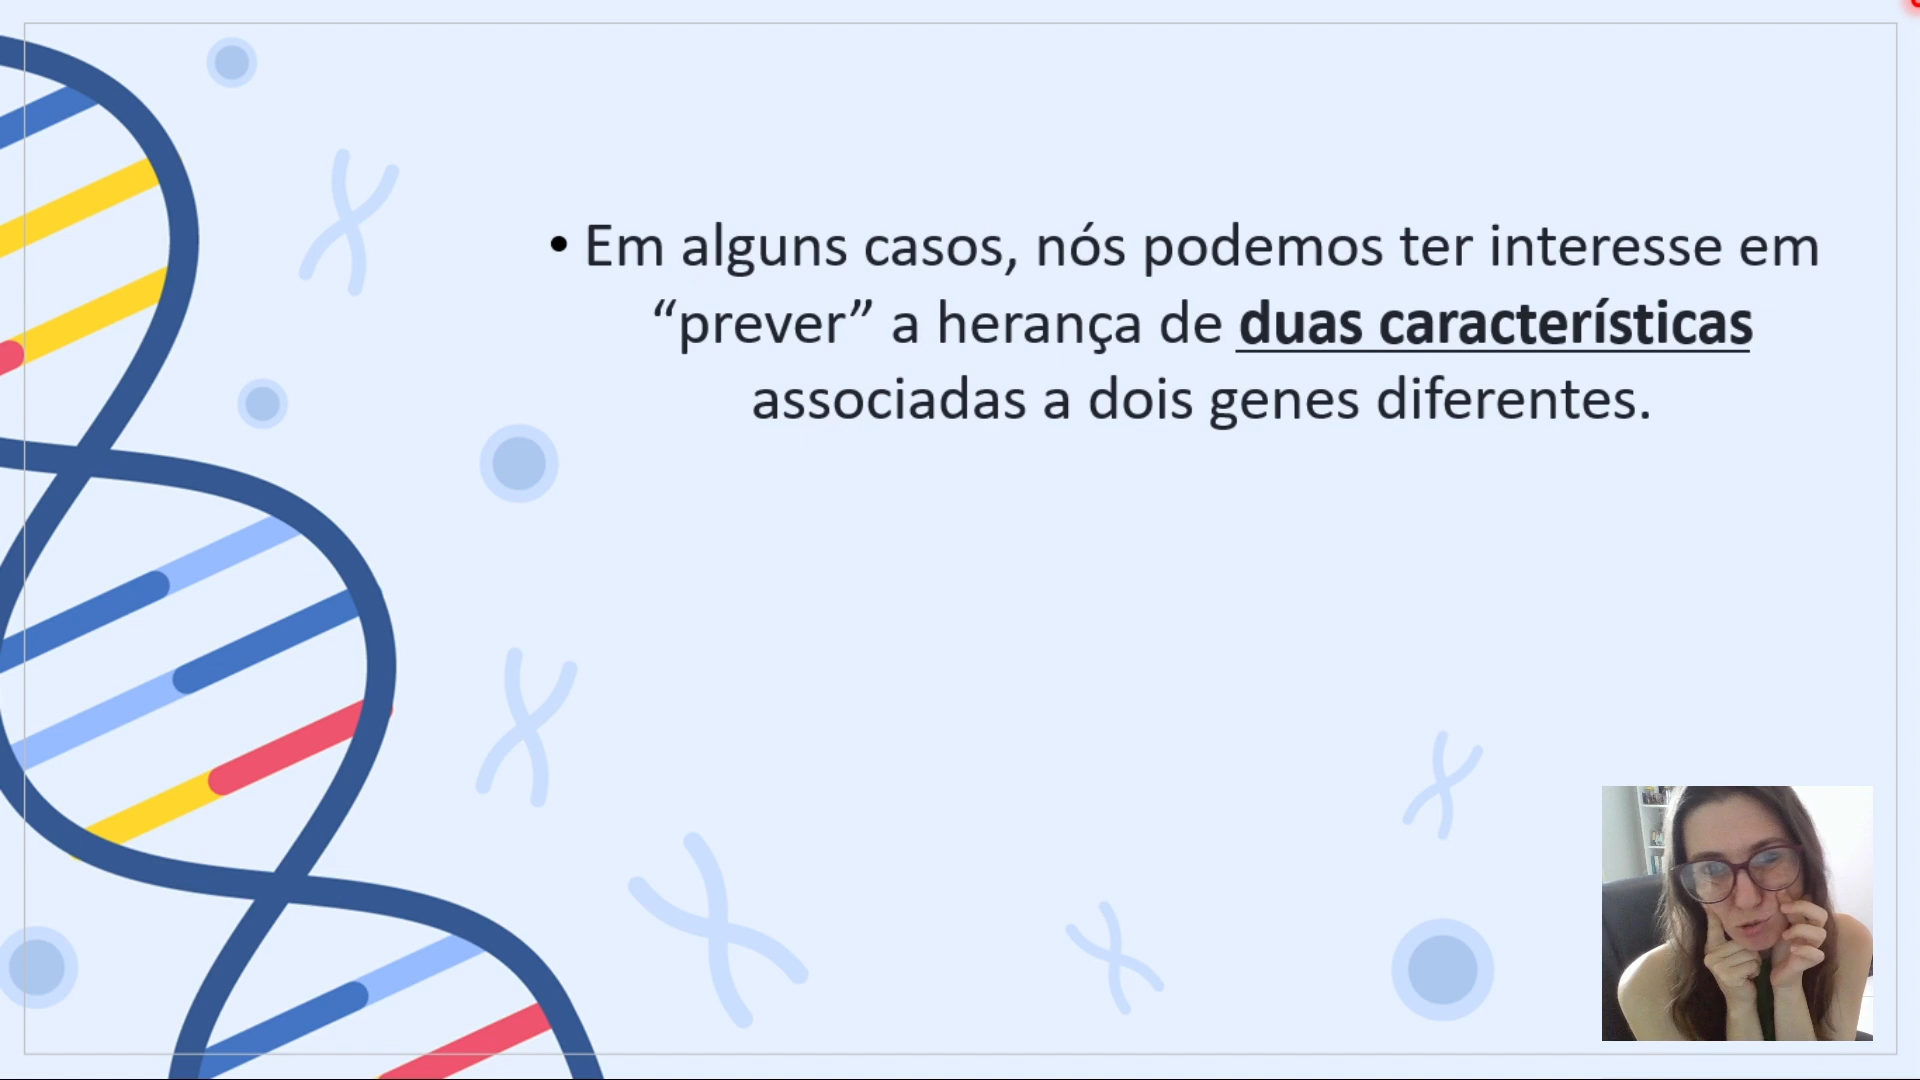 • Em alguns casos, nós podemos ter interesse em
“prever” a herança de duas características
associadas a dois genes diferentes.